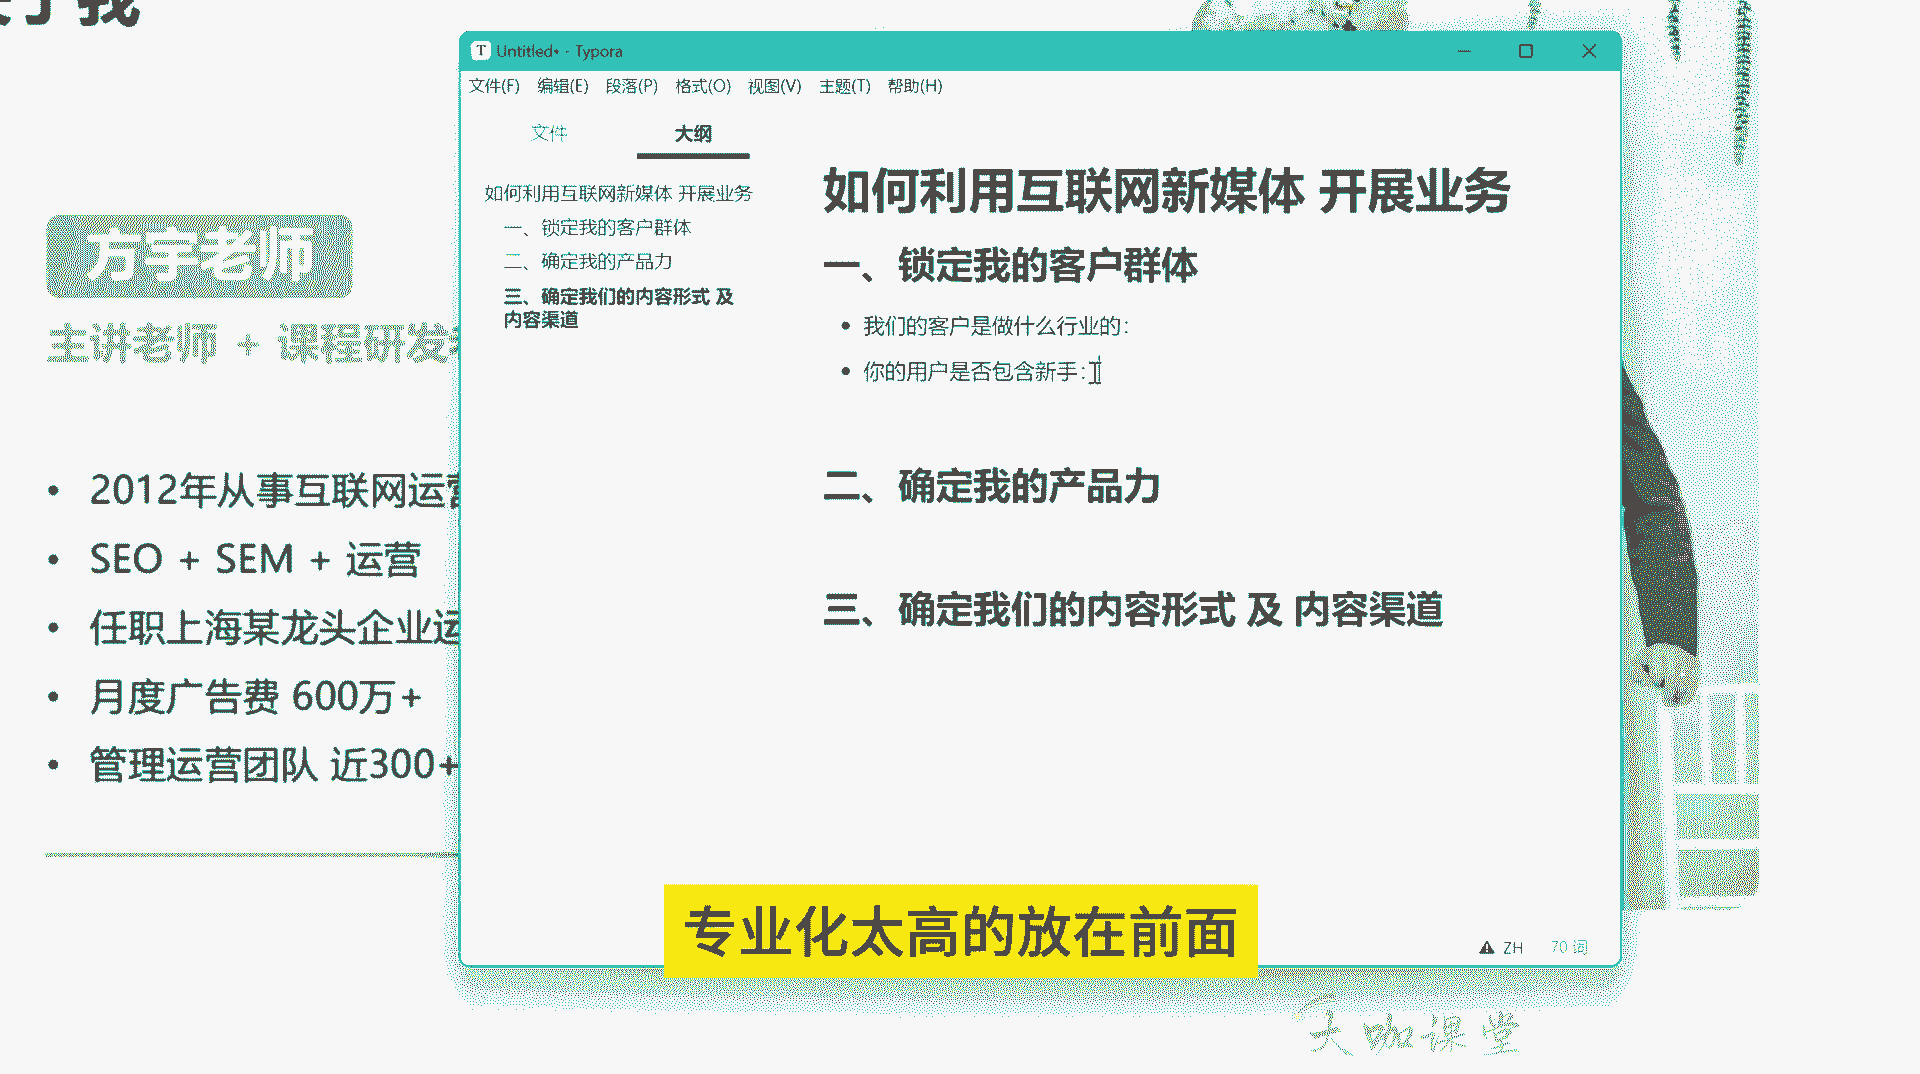 我
Untitled• - Typora
文件(F) 编辑(E) 段落(P) 格式(O) 视图(V) 主题(T) 帮助(H)
文件 大纲
如何利用互联网新媒体 开展业务
一、锁定我的客户群体
二、确定我的产品力
三、确定我们的内容形式 及
内容渠道
如何利用互联网新媒体 开展业务
一、锁定我的客户群体
• 我们的客户是做什么行业的:
• 你的用户是否包含新手:
二、确定我的产品力
三、确定我们的内容形式 及 内容渠道
ZH 70 词
方宇老师
主讲老师 + 课程研发
• 2012年从事互联网运营
• SEO + SEM + 运营
• 任职上海某龙头企业运
• 月度广告费 600万+
• 管理运营团队 近300+
专业化太高的放在前面
大咖课堂